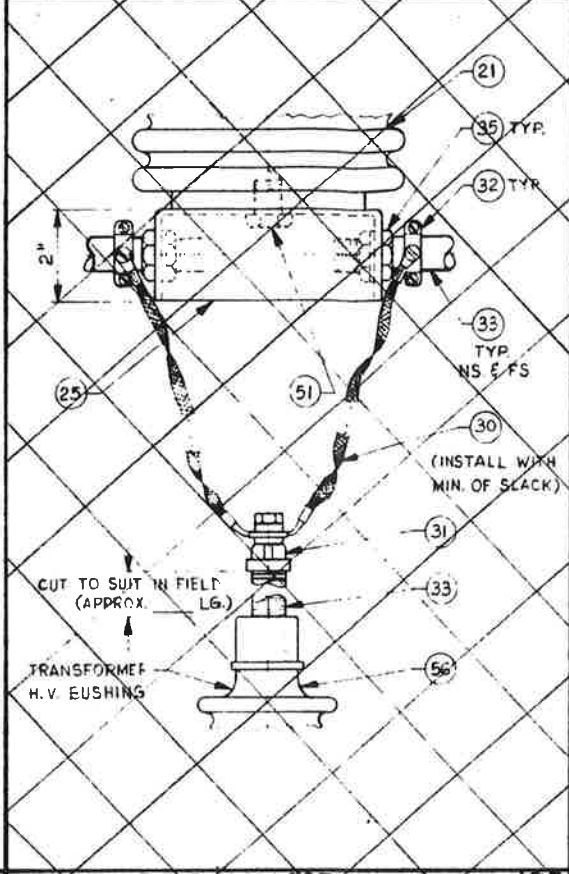 21
35 TYP.
32 TYP
2"
33
TYP.
NS & FS
25
51
30
(INSTALL WITH
MIN. OF SLACK)
31
CUT TO SUIT IN FIELD
(APPROX. ____ LG.)
33
TRANSFORMER
H.V. BUSHING
56